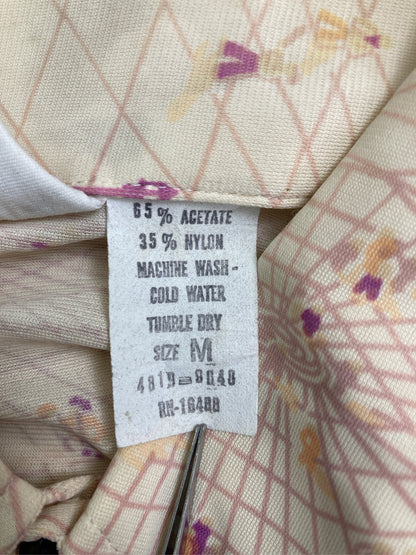 65% ACETATE
35% NYLON
MACHINE WASH-
COLD WATER
TUMBLE DRY
SIZE M